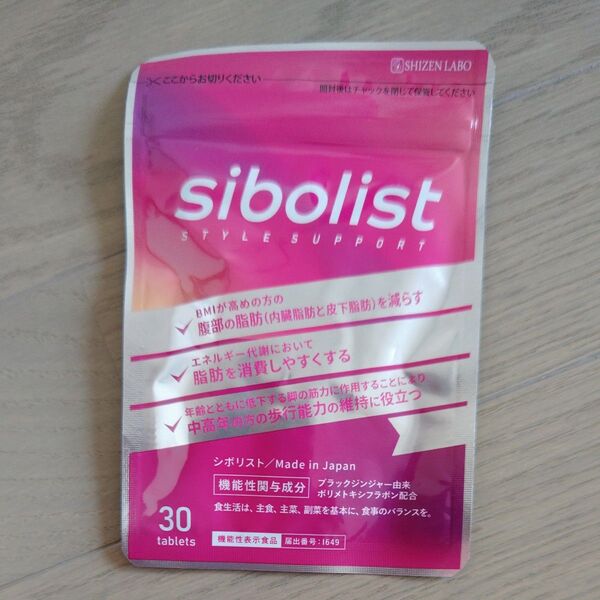 SHIZEN LABO
ここからお切りください
開封後はチャックを閉じて保管してください
sibolist
STYLE SUPPORT
BMIが高めの方の
腹部の脂肪(内臓脂肪と皮下脂肪)を減らす
エネルギー代謝において
脂肪を消費しやすくする
年齢とともに低下する脚の筋力に作用することにより
中高年の方の歩行能力の維持に役立つ
シボリスト/Made in Japan
機能性関与成分
ブラックジンジャー由来
ポリメトキシフラボン配合
食生活は、主食、主菜、副菜を基本に、食事のバランスを。
30
tablets
機能性表示食品 届出番号:I649